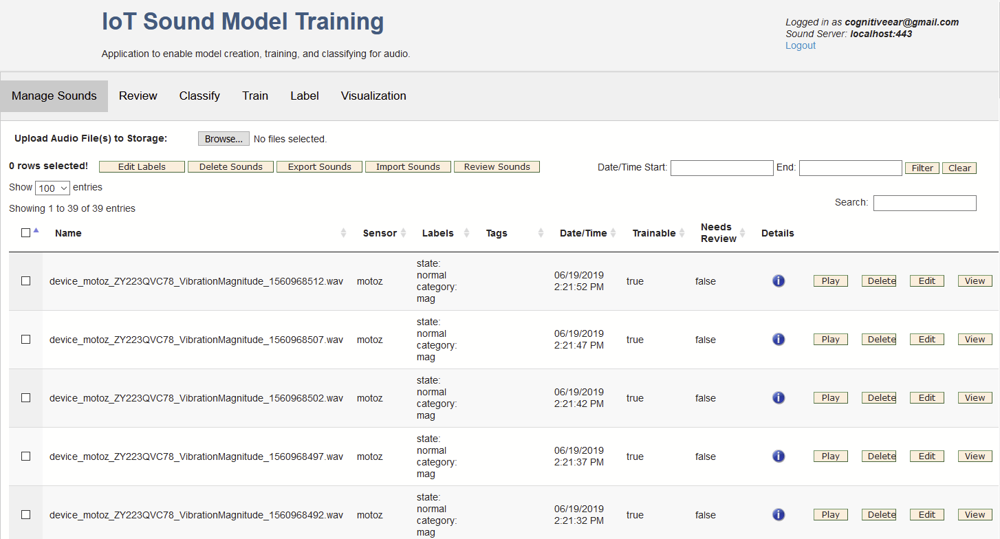 IoT Sound Model Training
Logged in as cognitiveear@gmail.com
Sound Server: localhost:443
Logout
Application to enable model creation, training, and classifying for audio.
Manage Sounds Review Classify Train Label Visualization
Upload Audio File(s) to Storage: Browse... No files selected.
0 rows selected! Edit Labels Delete Sounds Export Sounds Import Sounds Review Sounds Date/Time Start: End: Filter Clear
Show 100 entries
Showing 1 to 39 of 39 entries
Search:
Name Sensor Labels Tags Date/Time Trainable Needs Review Details
device_motoz_ZY223QVC78_VibrationMagnitude_1560968512.wav motoz state: normal category: mag 06/19/2019 2:21:52 PM true false i Play Delete Edit View
device_motoz_ZY223QVC78_VibrationMagnitude_1560968507.wav motoz state: normal category: mag 06/19/2019 2:21:47 PM true false i Play Delete Edit View
device_motoz_ZY223QVC78_VibrationMagnitude_1560968502.wav motoz state: normal category: mag 06/19/2019 2:21:42 PM true false i Play Delete Edit View
device_motoz_ZY223QVC78_VibrationMagnitude_1560968497.wav motoz state: normal category: mag 06/19/2019 2:21:37 PM true false i Play Delete Edit View
device_motoz_ZY223QVC78_VibrationMagnitude_1560968492.wav motoz state: normal category: mag 06/19/2019 2:21:32 PM true false i Play Delete Edit View